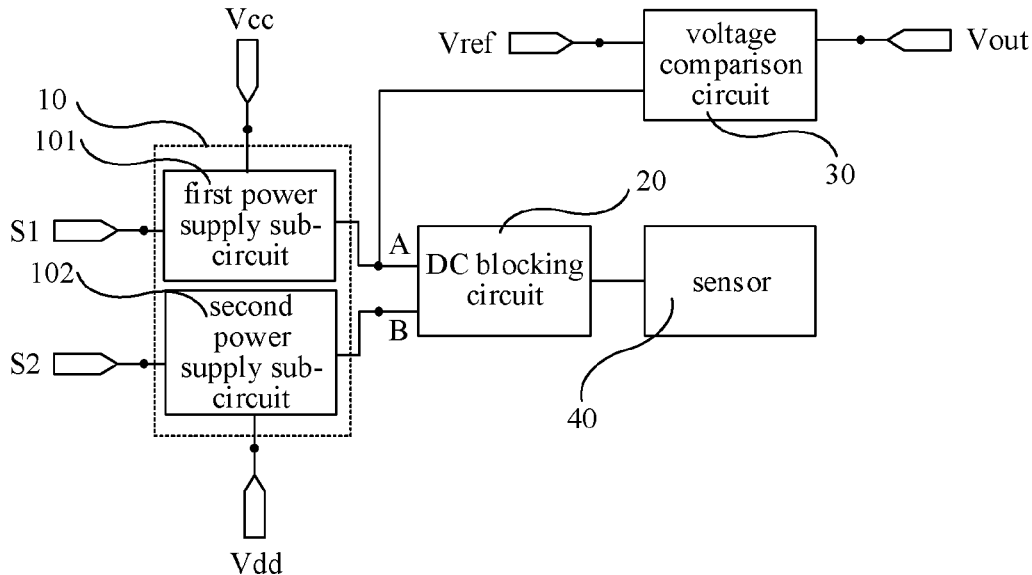 Vcc
Vref
voltage
comparison
circuit
Vout
10
101
30
first power
supply sub-
circuit
20
S1
A
DC blocking
circuit
sensor
102
second
power
supply sub-
circuit
B
S2
40
Vdd